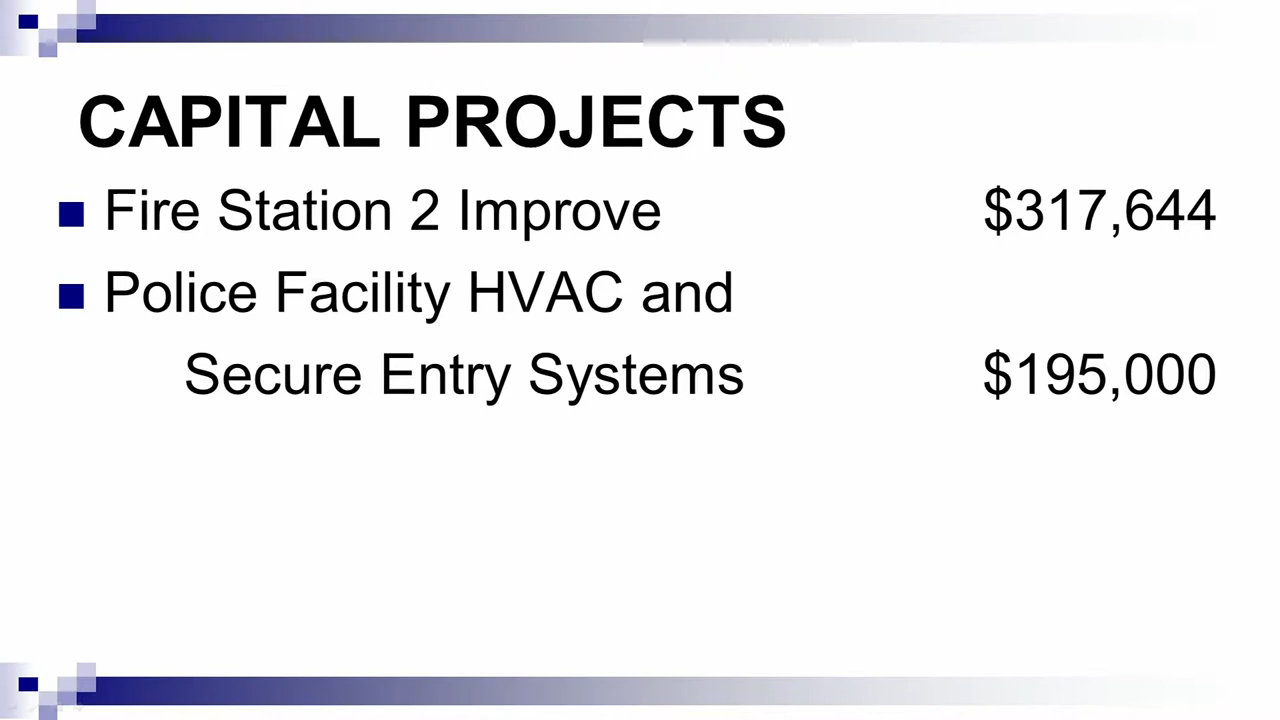 CAPITAL PROJECTS
Fire Station 2 Improve $317,644
Police Facility HVAC and
Secure Entry Systems $195,000